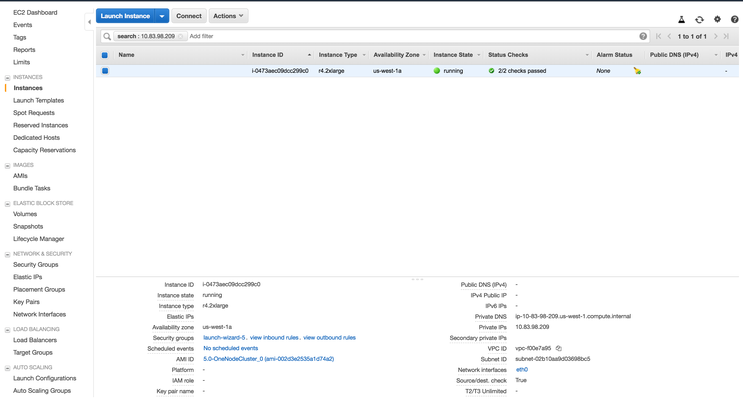 EC2 Dashboard
Events
Tags
Reports
Limits
INSTANCES
Instances
Launch Templates
Spot Requests
Reserved Instances
Dedicated Hosts
Capacity Reservations
IMAGES
AMIs
Bundle Tasks
ELASTIC BLOCK STORE
Volumes
Snapshots
Lifecycle Manager
NETWORK & SECURITY
Security Groups
Elastic IPs
Placement Groups
Key Pairs
Network Interfaces
LOAD BALANCING
Load Balancers
Target Groups
AUTO SCALING
Launch Configurations
Auto Scaling Groups
Launch Instance Connect Actions
search : 10.83.98.209 Add filter 1 to 1 of 1
Name Instance ID Instance Type Availability Zone Instance State Status Checks Alarm Status Public DNS (IPv4) IPv4
i-0473aec09dcc299c0 r4.2xlarge us-west-1a running 2/2 checks passed None -
Instance ID i-0473aec09dcc299c0
Instance state running
Instance type r4.2xlarge
Elastic IPs
Availability zone us-west-1a
Security groups launch-wizard-5. view inbound rules. view outbound rules
Scheduled events No scheduled events
AMI ID 5.0-OneNodeCluster_0 (ami-002d3e2535a1d74a2)
Platform -
IAM role -
Key pair name -
Public DNS (IPv4) -
IPv4 Public IP -
IPv6 IPs -
Private DNS ip-10-83-98-209.us-west-1.compute.internal
Private IPs 10.83.98.209
Secondary private IPs
VPC ID vpc-f00e7a95
Subnet ID subnet-02b10aa9d03698bc5
Network interfaces eth0
Source/dest. check True
T2/T3 Unlimited -